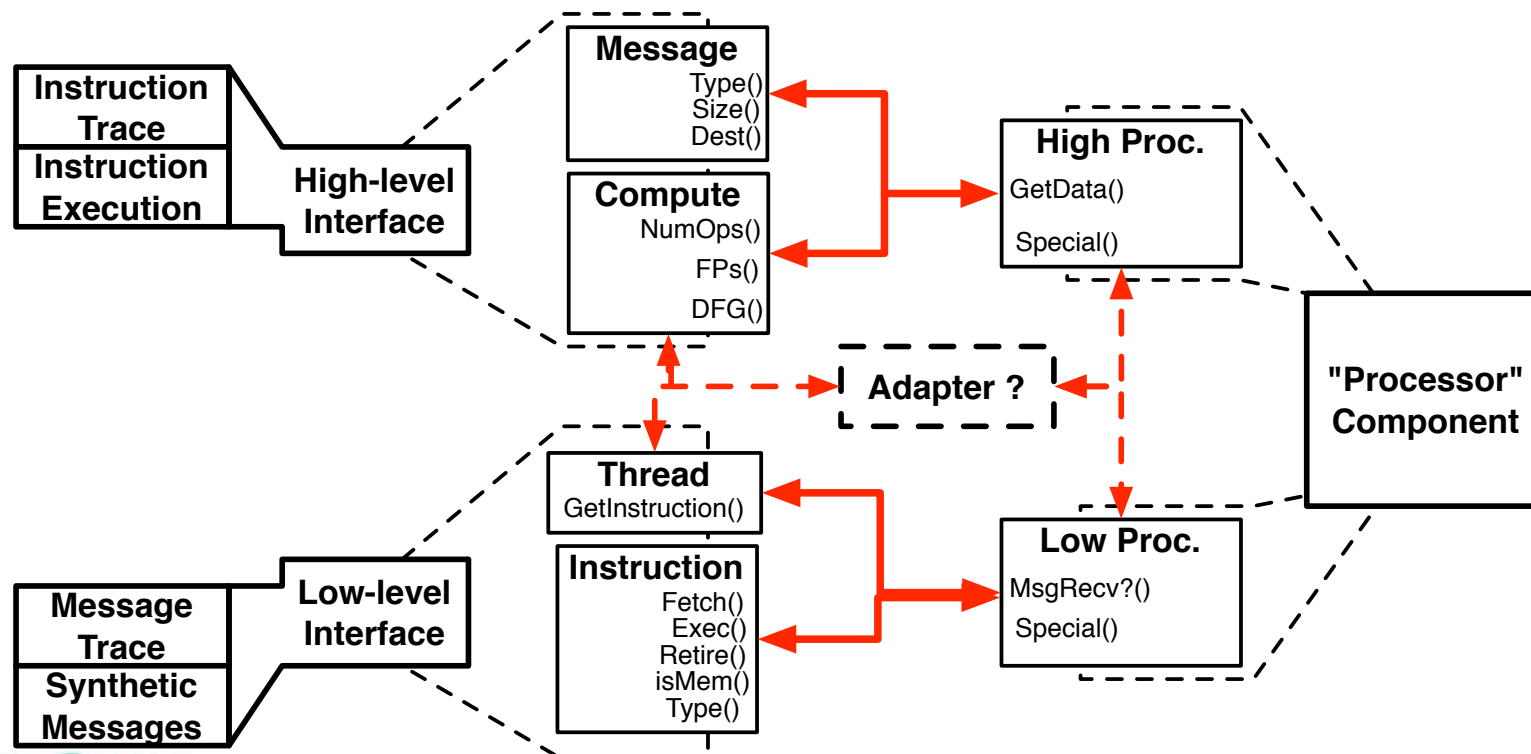 Instruction
Trace
Instruction
Execution
High-level
Interface
Message
Type()
Size()
Dest()
Compute
NumOps()
FPs()
DFG()
High Proc.
GetData()
Special()
Adapter ?
"Processor"
Component
Thread
GetInstruction()
Instruction
Fetch()
Exec()
Retire()
isMem()
Type()
Low Proc.
MsgRecv?()
Special()
Low-level
Interface
Message
Trace
Synthetic
Messages